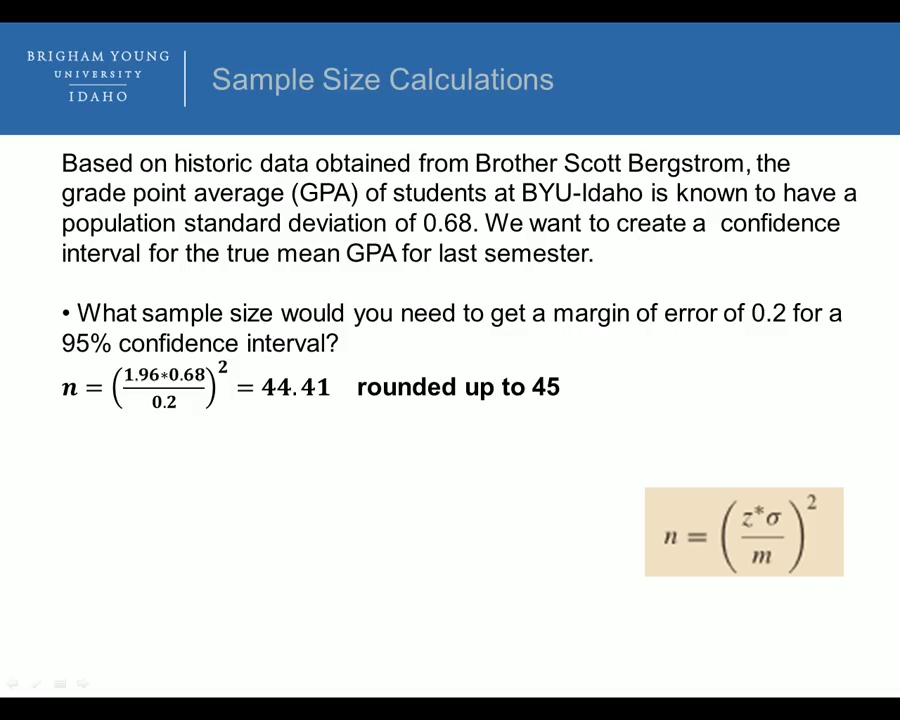 BRIGHAM YOUNG
UNIVERSITY
IDAHO
Sample Size Calculations
Based on historic data obtained from Brother Scott Bergstrom, the
grade point average (GPA) of students at BYU-Idaho is known to have a
population standard deviation of 0.68. We want to create a confidence
interval for the true mean GPA for last semester.
• What sample size would you need to get a margin of error of 0.2 for a
95% confidence interval?
n = (1.96*0.68/0.2)² = 44.41 rounded up to 45
n = (z*σ/m)²